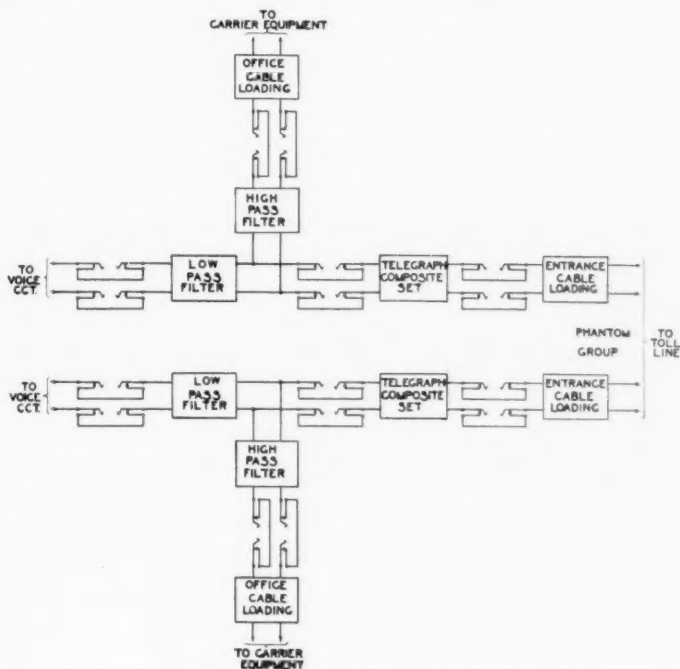 TO
CARRIER EQUIPMENT
OFFICE
CABLE
LOADING
HIGH
PASS
FILTER
TO
VOICE
CCT.
LOW
PASS
FILTER
TELEGRAPH
COMPOSITE
SET
ENTRANCE
CABLE
LOADING
PHANTOM
GROUP
TO
TOLL
LINE
TO
VOICE
CCT.
LOW
PASS
FILTER
TELEGRAPH
COMPOSITE
SET
ENTRANCE
CABLE
LOADING
HIGH
PASS
FILTER
OFFICE
CABLE
LOADING
TO CARRIER
EQUIPMENT